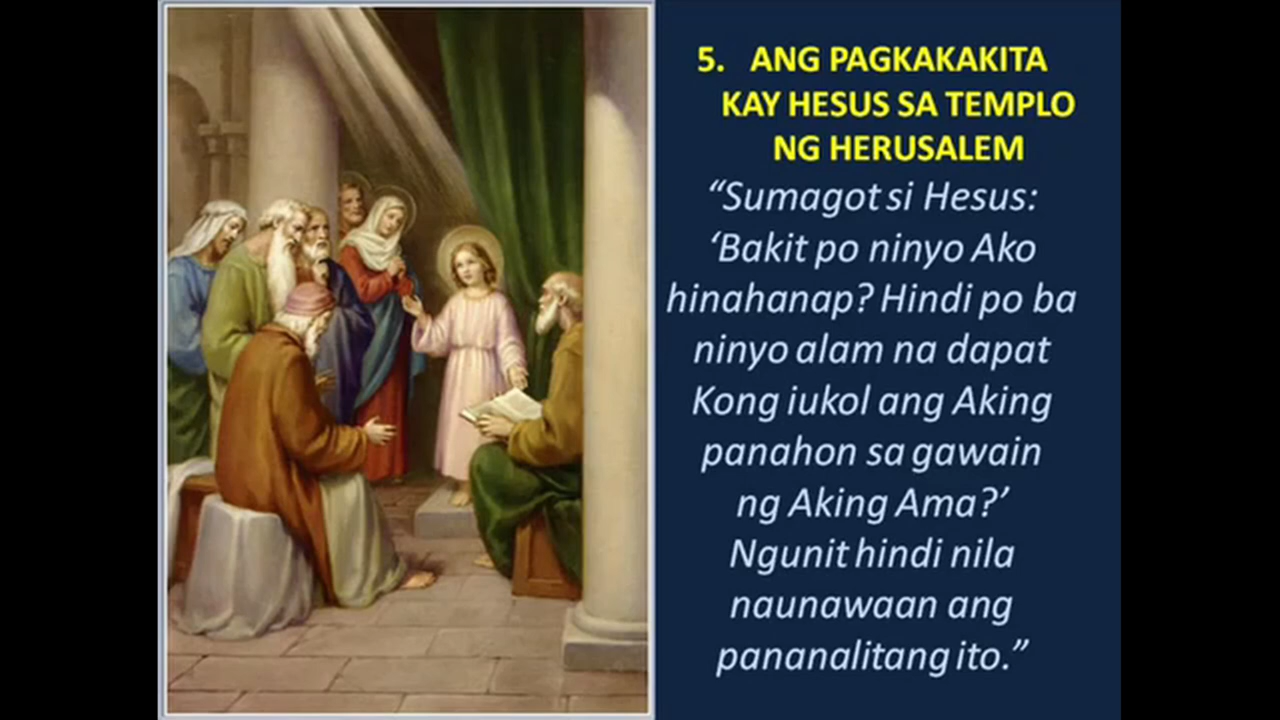 5. ANG PAGKAKAKITA
KAY HESUS SA TEMPLO
NG HERUSALEM
“Sumagot si Hesus:
‘Bakit po ninyo Ako
hinahanap? Hindi po ba
ninyo alam na dapat
Kong iukol ang Aking
panahon sa gawain
ng Aking Ama?’
Ngunit hindi nila
naunawaan ang
pananalitang ito.”